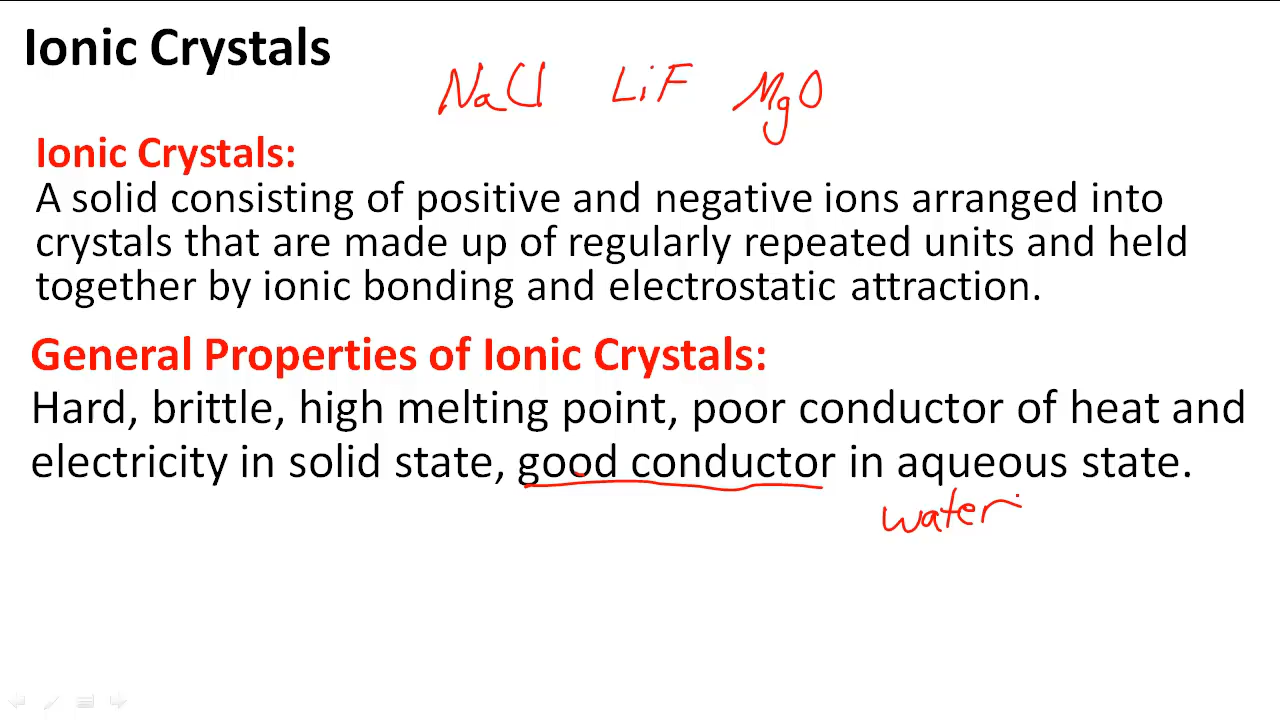 Ionic Crystals
NaCl LiF MgO
Ionic Crystals:
A solid consisting of positive and negative ions arranged into
crystals that are made up of regularly repeated units and held
together by ionic bonding and electrostatic attraction.
General Properties of Ionic Crystals:
Hard, brittle, high melting point, poor conductor of heat and
electricity in solid state, good conductor in aqueous state.
water